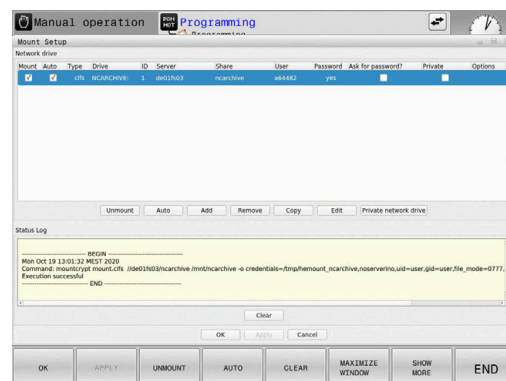 Manual operation
PGM
MGT
Programming
Programming
Mount Setup
Network drive
Mount Auto Type Drive ID Server Share User Password Ask for password? Private Options
cifs NCARCHIVE: 1 de01fs03 ncarchive a64482 yes
Unmount Auto Add Remove Copy Edit Private network drive
Status Log
------------------------ BEGIN ---------------------------
Mon Oct 19 13:01:32 MEST 2020
Command: mountcrypt mount.cifs //de01fs03/ncarchive /mnt/ncarchive -o credentials=/tmp/hemount_ncarchive,noserverino,uid=user,gid=user,file_mode=0777,
Execution successful
------------------------ END ---------------------------
Clear
OK Apply Cancel
OK APPLY UNMOUNT AUTO CLEAR MAXIMIZE WINDOW SHOW MORE END